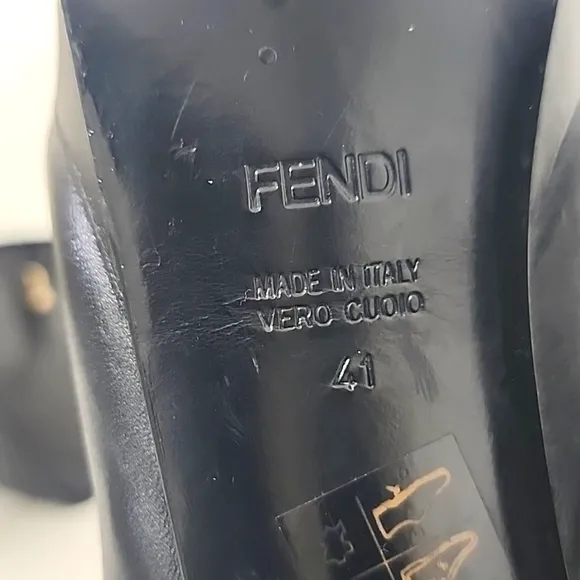 FENDI
MADE IN ITALY
VERO CUOIO
41